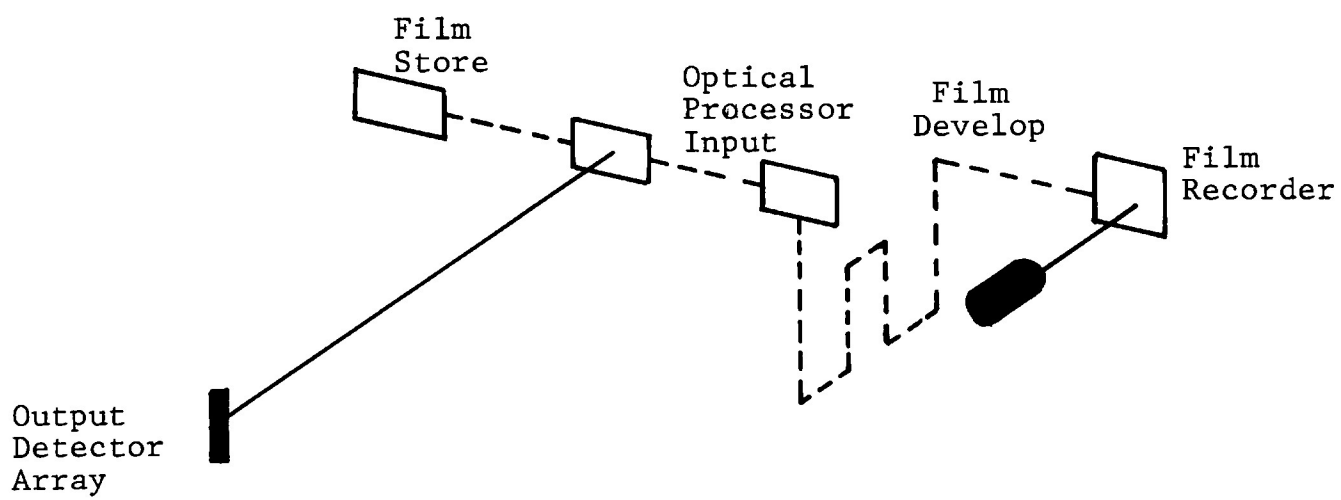 Film
Store
Optical
Processor
Input
Film
Develop
Film
Recorder
Output
Detector
Array